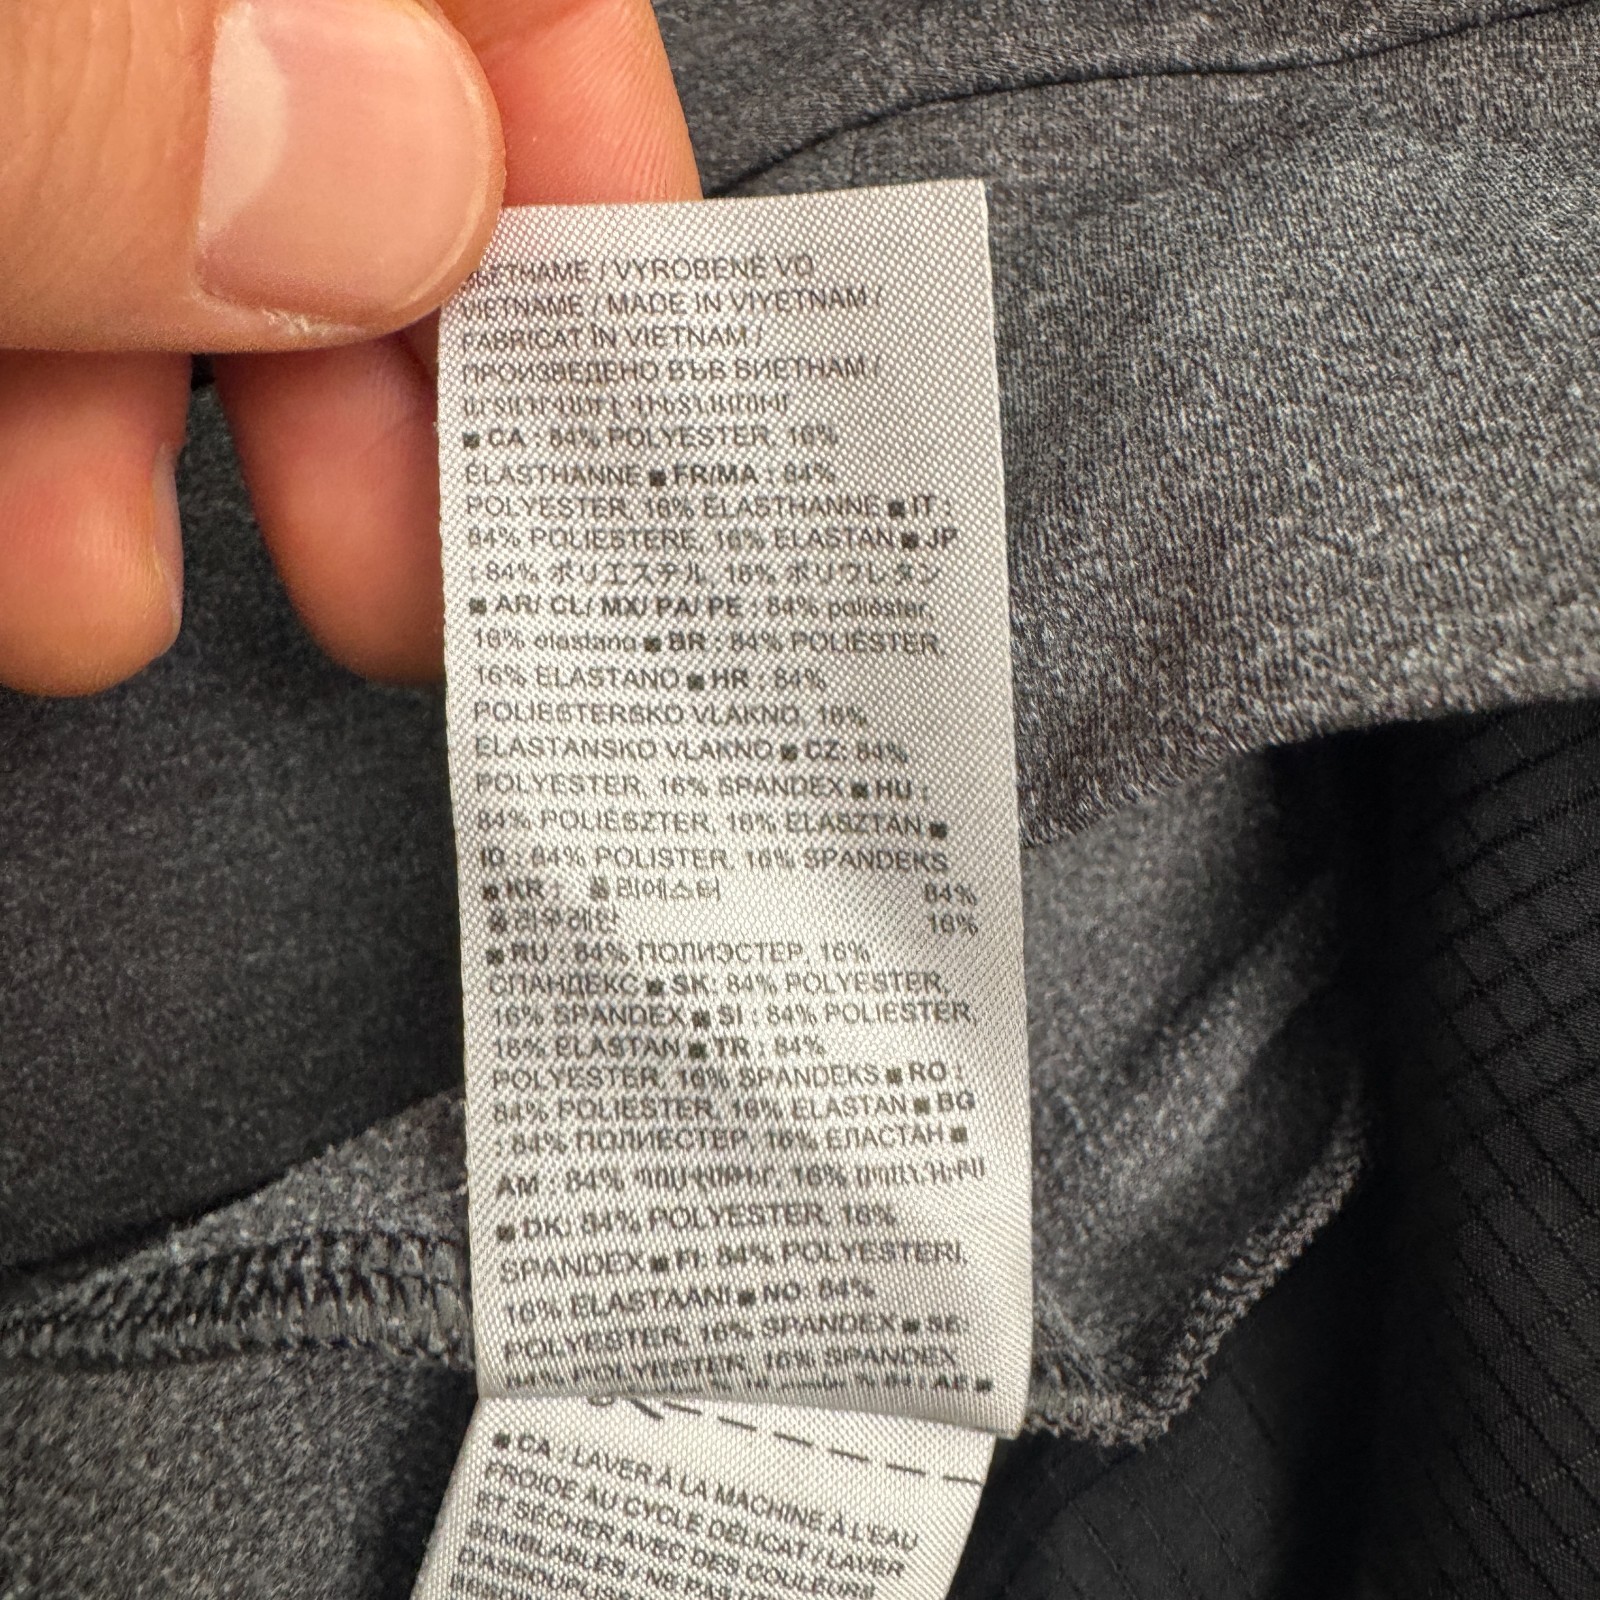 VYROBENÉ VO
VIETNAME / MADE IN VIYETNAM /
FABRICAT ÎN VIETNAM /
ПРОИЗВЕДЕНО ВЪВ ВИЕТНАМ /
■ CA : 84% POLYESTER, 16%
ÉLASTHANNE ■ FR/MA : 84%
POLYESTER, 16% ÉLASTHANNE ■ IT :
84% POLIESTERE, 16% ELASTAN ■ JP
: 84% ポリエステル, 16% ポリウレタン
■ AR/ CL/ MX/ PA/ PE : 84% poliéster,
16% elastano ■ BR : 84% POLIÉSTER,
16% ELASTANO ■ HR : 84%
POLIESTERSKO VLAKNO, 16%
ELASTANSKO VLAKNO ■ CZ: 84%
POLYESTER, 16% SPANDEX ■ HU :
84% POLIÉSZTER, 16% ELASZTÁN ■
ID : 84% POLISTER, 16% SPANDEKS
■ KR : 폴리에스터 84%
폴리우레탄 16%
■ RU : 84% ПОЛИЭСТЕР, 16%
СПАНДЕКС ■ SK: 84% POLYESTER,
16% SPANDEX ■ SI : 84% POLIESTER,
16% ELASTAN ■ TR : 84%
POLYESTER, 16% SPANDEKS ■ RO :
84% POLIESTER, 16% ELASTAN ■ BG
: 84% ПОЛИЕСТЕР, 16% ЕЛАСТАН ■
AM : 84% 16%
■ DK: 84% POLYESTER, 16%
SPANDEX ■ FI: 84% POLYESTERI,
16% ELASTAANI ■ NO: 84%
POLYESTER, 16% SPANDEX ■ SE:
84% POLYESTER, 16% SPANDEX
■ CA : LAVER À LA MACHINE À L'EAU
FROIDE AU CYCLE DÉLICAT / LAVER
ET SÉCHER AVEC DES COULEURS
SEMBLABLES / NE PAS